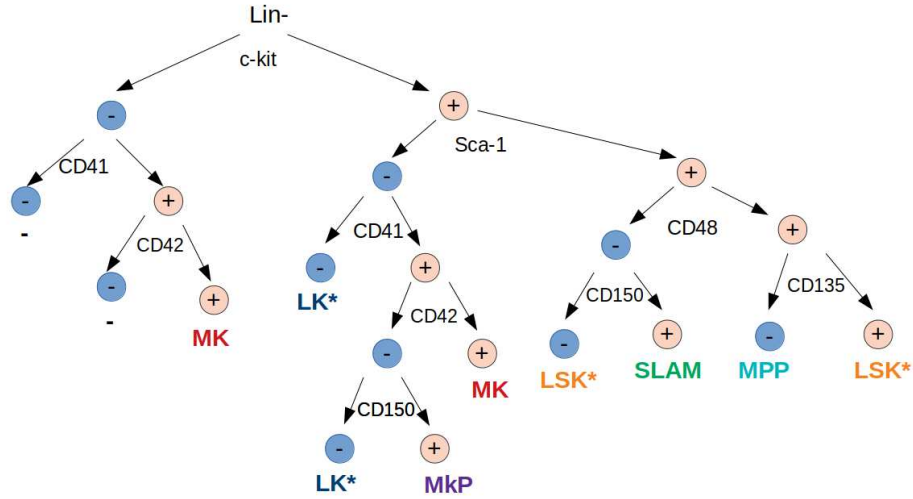 Lin-
c-kit
- +
CD41 Sca-1
- + - +
- CD42 CD41 CD48
- + - + - +
- MK LK* CD42 CD150 CD135
- + - + - +
MK LSK* SLAM MPP LSK*
CD150
- +
LK* MkP